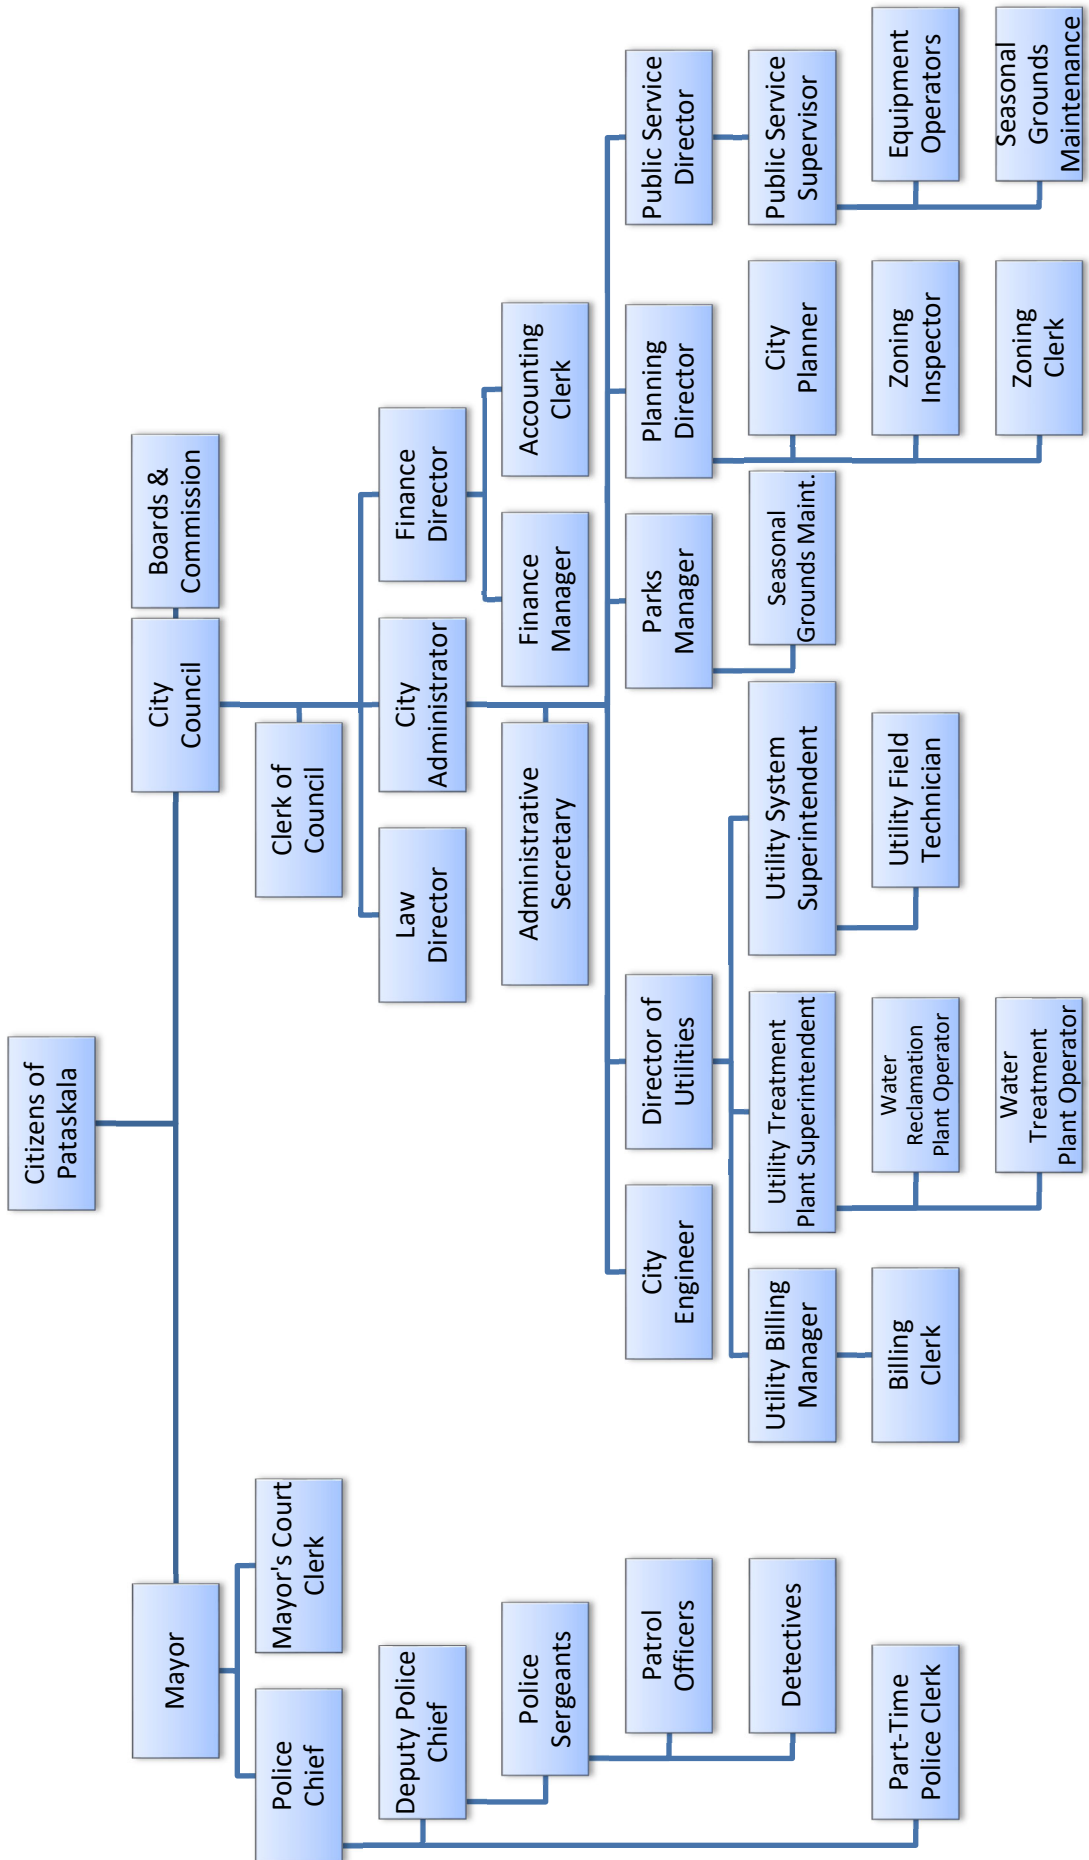 Citizens of
Pataskala
Mayor
City
Council
Boards &
Commission
Police
Chief
Mayor's Court
Clerk
Clerk of
Council
Deputy Police
Chief
Law
Director
City
Administrator
Finance
Director
Police
Sergeants
Administrative
Secretary
Finance
Manager
Accounting
Clerk
Patrol
Officers
City
Engineer
Director of
Utilities
Parks
Manager
Planning
Director
Public Service
Director
Detectives
Utility Billing
Manager
Utility Treatment
Plant Superintendent
Utility System
Superintendent
Seasonal
Grounds Maint.
City
Planner
Public Service
Supervisor
Part-Time
Police Clerk
Billing
Clerk
Water
Reclamation
Plant Operator
Utility Field
Technician
Zoning
Inspector
Equipment
Operators
Water
Treatment
Plant Operator
Zoning
Clerk
Seasonal
Grounds
Maintenance